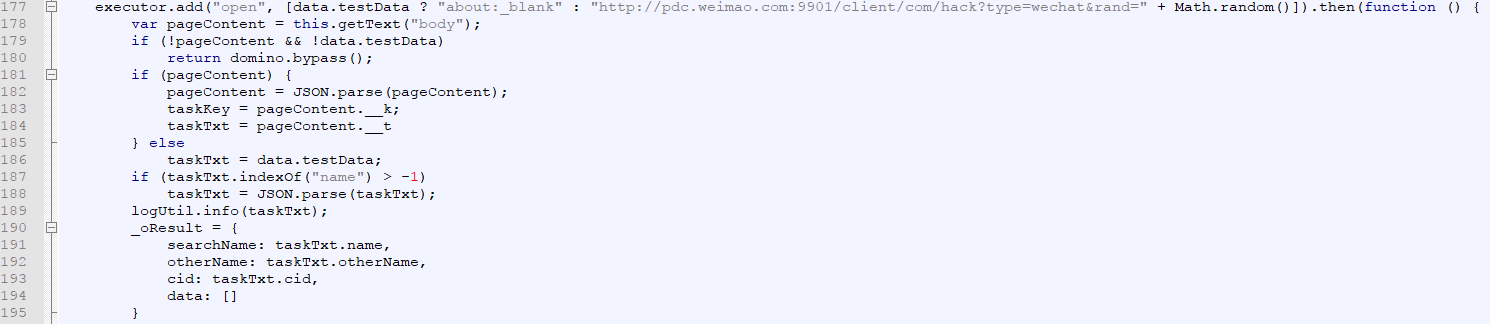 177 executor.add("open", [data.testData ? "about:_blank" : "http://pdc.weimao.com:9901/client/com/hack?type=wechat&rand=" + Math.random()]).then(function () {
178 var pageContent = this.getText("body");
179 if (!pageContent && !data.testData)
180 return domino.bypass();
181 if (pageContent) {
182 pageContent = JSON.parse(pageContent);
183 taskKey = pageContent.__k;
184 taskTxt = pageContent.__t
185 } else
186 taskTxt = data.testData;
187 if (taskTxt.indexOf("name") > -1)
188 taskTxt = JSON.parse(taskTxt);
189 logUtil.info(taskTxt);
190 _oResult = {
191 searchName: taskTxt.name,
192 otherName: taskTxt.otherName,
193 cid: taskTxt.cid,
194 data: []
195 }